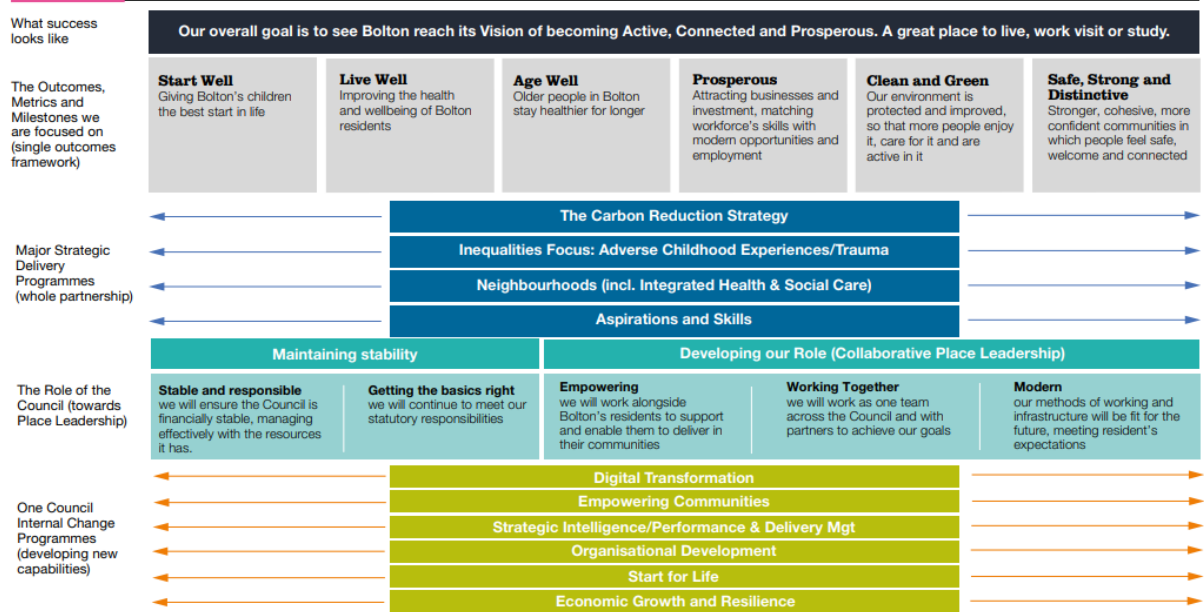 What success
looks like
Our overall goal is to see Bolton reach its Vision of becoming Active, Connected and Prosperous. A great place to live, work visit or study.
The Outcomes,
Metrics and
Milestones we
are focused on
(single outcomes
framework)
Start Well
Giving Bolton's children
the best start in life
Live Well
Improving the health
and wellbeing of Bolton
residents
Age Well
Older people in Bolton
stay healthier for longer
Prosperous
Attracting businesses and
investment, matching
workforce's skills with
modern opportunities and
employment
Clean and Green
Our environment is
protected and improved,
so that more people enjoy
it, care for it and are
active in it
Safe, Strong and
Distinctive
Stronger, cohesive, more
confident communities in
which people feel safe,
welcome and connected
Major Strategic
Delivery
Programmes
(whole partnership)
The Carbon Reduction Strategy
Inequalities Focus: Adverse Childhood Experiences/Trauma
Neighbourhoods (incl. Integrated Health & Social Care)
Aspirations and Skills
The Role of the
Council (towards
Place Leadership)
Maintaining stability
Developing our Role (Collaborative Place Leadership)
Stable and responsible
we will ensure the Council is
financially stable, managing
effectively with the resources
it has.
Getting the basics right
we will continue to meet our
statutory responsibilities
Empowering
we will work alongside
Bolton's residents to support
and enable them to deliver in
their communities
Working Together
we will work as one team
across the Council and with
partners to achieve our goals
Modern
our methods of working and
infrastructure will be fit for the
future, meeting resident's
expectations
One Council
Internal Change
Programmes
(developing new
capabilities)
Digital Transformation
Empowering Communities
Strategic Intelligence/Performance & Delivery Mgt
Organisational Development
Start for Life
Economic Growth and Resilience